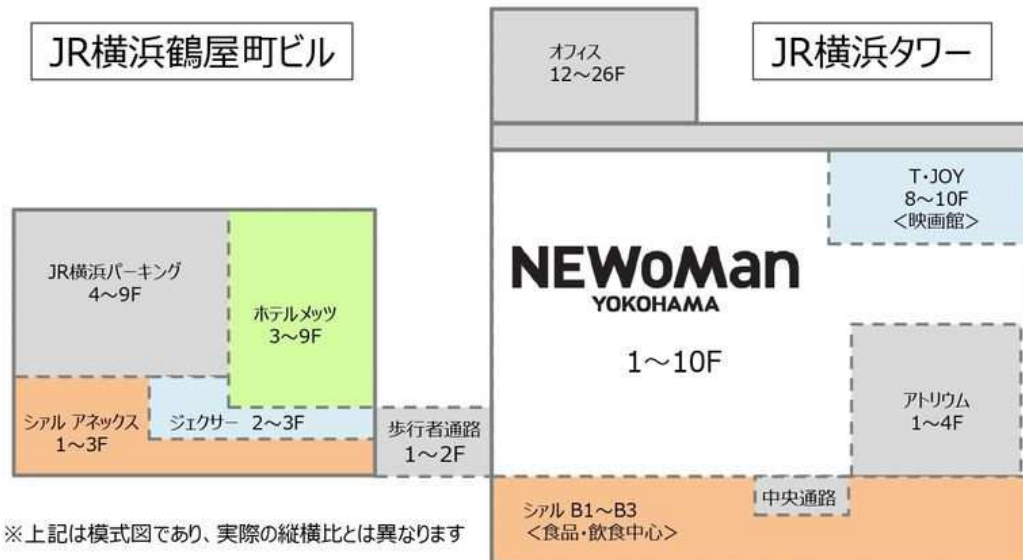 JR横浜鶴屋町ビル
JR横浜タワー
オフィス
12～26F
T・JOY
8～10F
＜映画館＞
NEWoMan
YOKOHAMA
1～10F
JR横浜パーキング
4～9F
ホテルメッツ
3～9F
アトリウム
1～4F
シァル アネックス
1～3F
ジェクサー 2～3F
歩行者通路
1～2F
中央通路
シァル B1～B3
＜食品・飲食中心＞
※上記は模式図であり、実際の縦横比とは異なります